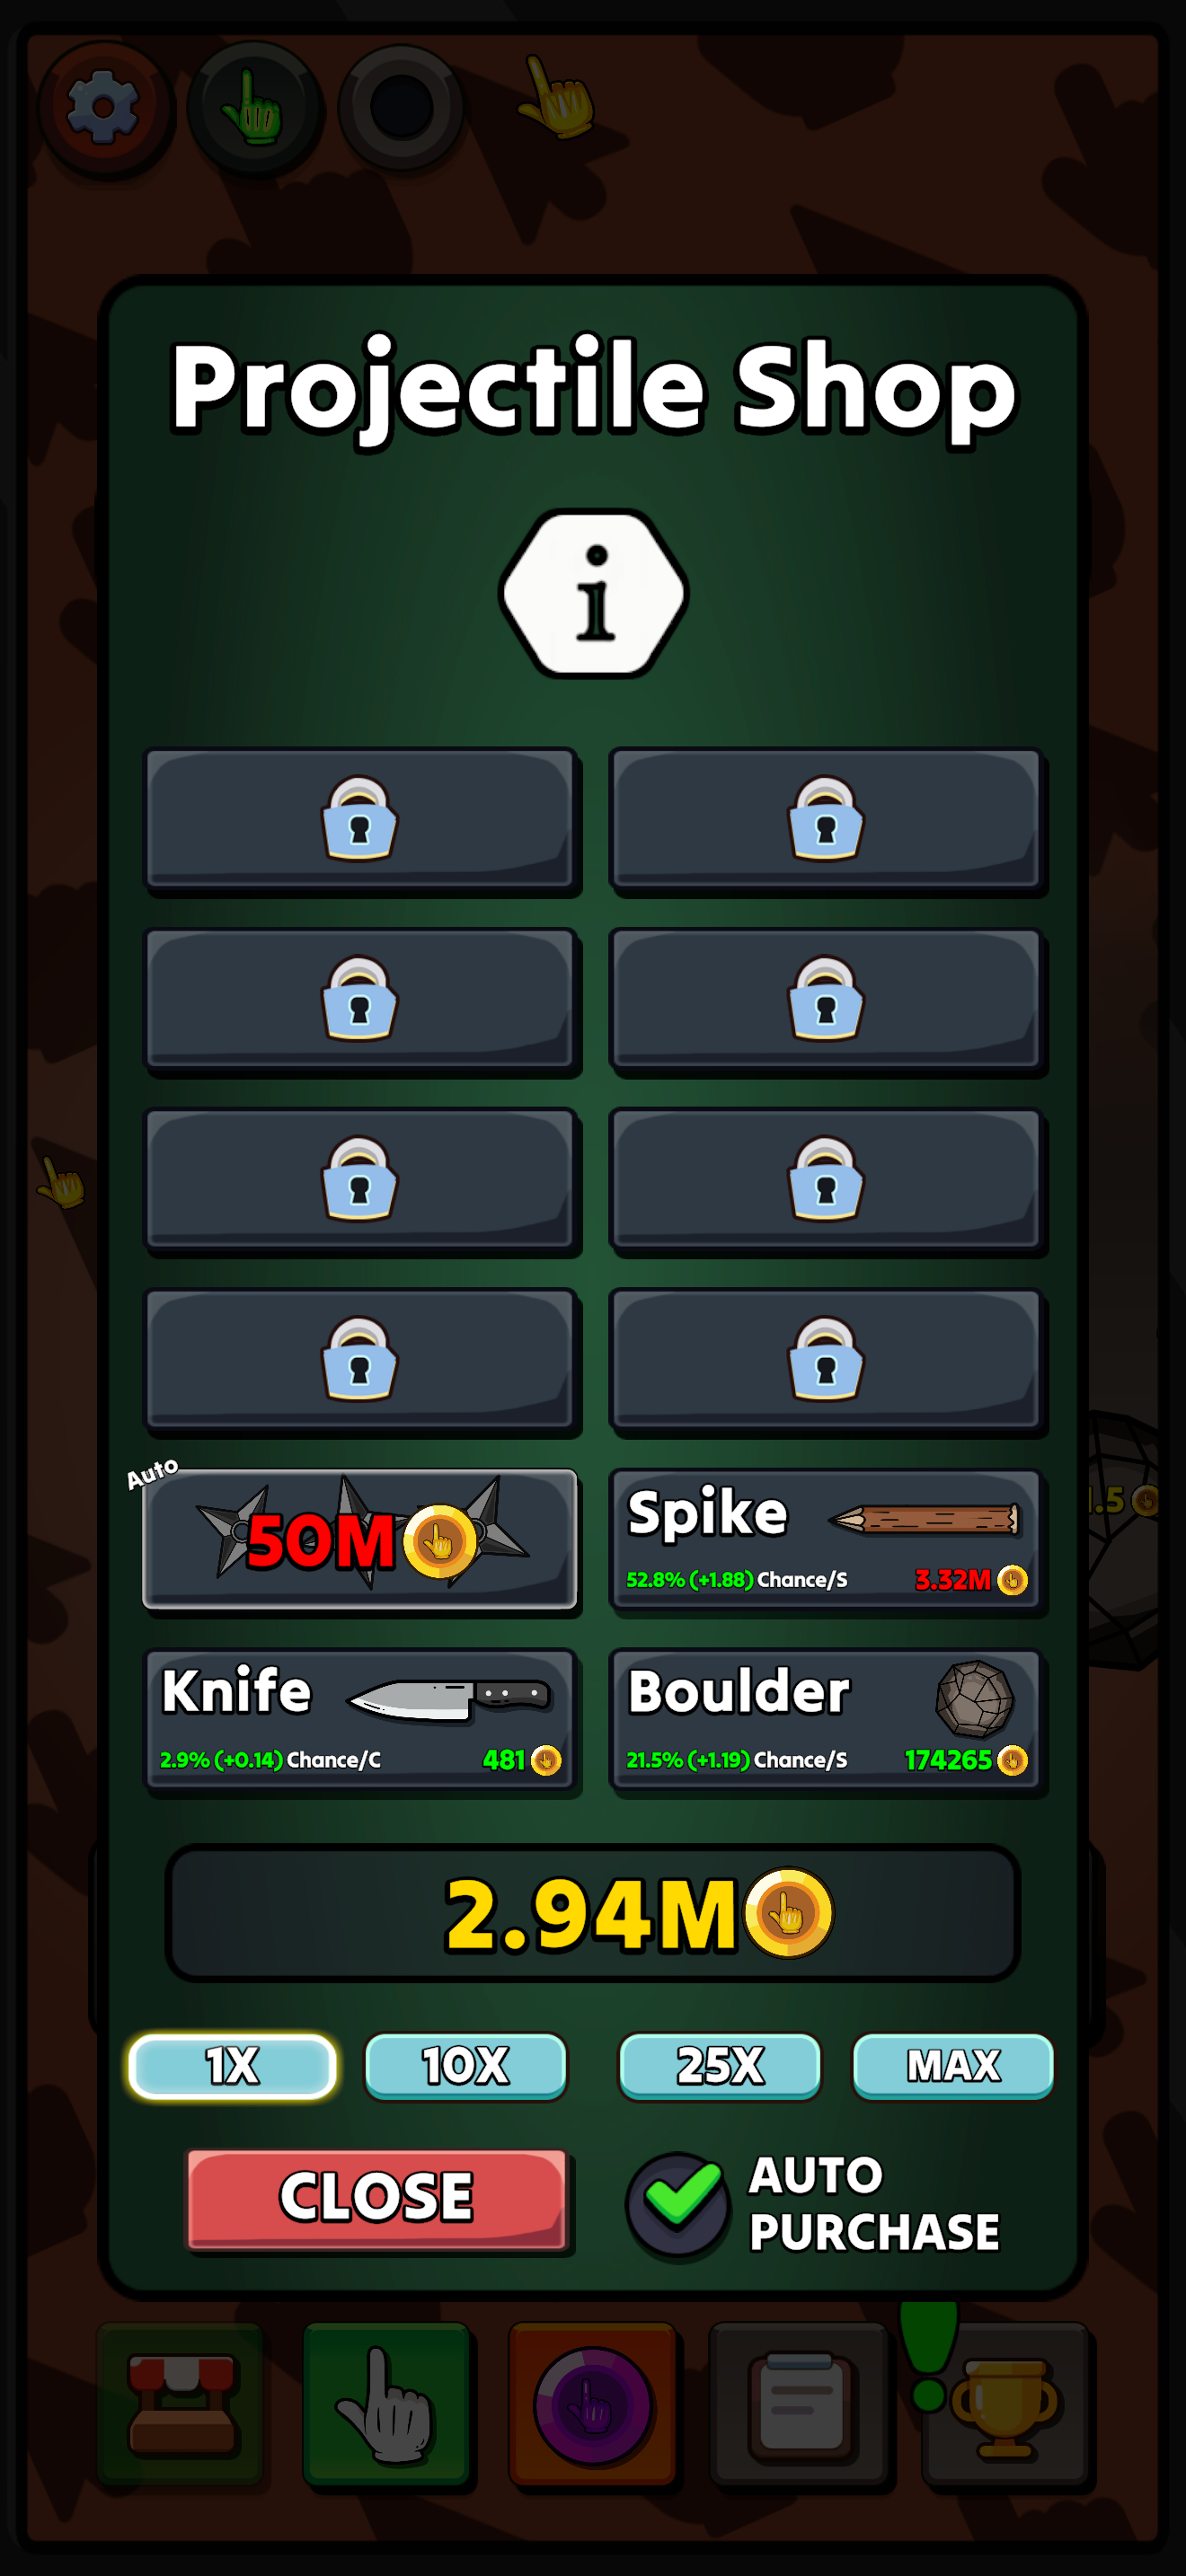 Projectile Shop
i
Auto
50M
Spike
52.8% (+1.88) Chance/S
3.32M
Knife
2.9% (+0.14) Chance/C
481
Boulder
21.5% (+1.19) Chance/S
174265
2.94M
1X
10X
25X
MAX
CLOSE
AUTO
PURCHASE